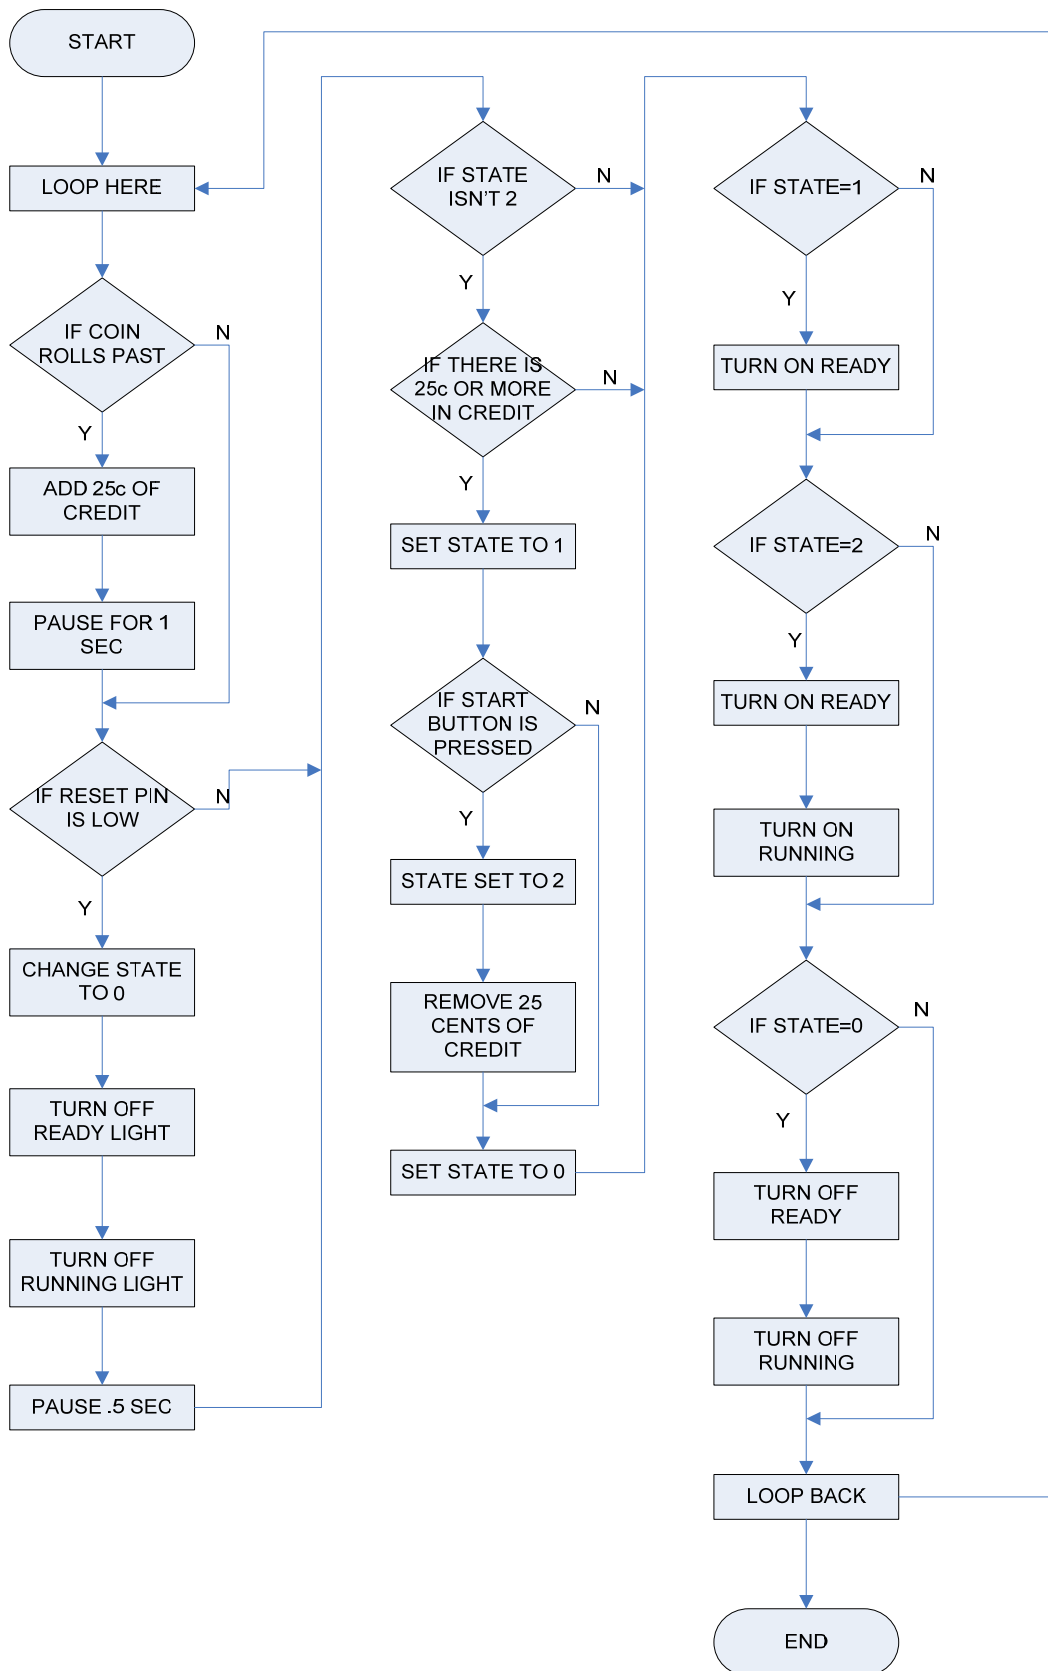 START
LOOP HERE
IF COIN
ROLLS PAST
N
Y
ADD 25c OF
CREDIT
PAUSE FOR 1
SEC
IF RESET PIN
IS LOW
N
Y
CHANGE STATE
TO 0
TURN OFF
READY LIGHT
TURN OFF
RUNNING LIGHT
PAUSE .5 SEC
IF STATE
ISN'T 2
N
Y
IF THERE IS
25c OR MORE
IN CREDIT
N
Y
SET STATE TO 1
IF START
BUTTON IS
PRESSED
N
Y
STATE SET TO 2
REMOVE 25
CENTS OF
CREDIT
SET STATE TO 0
IF STATE=1
N
Y
TURN ON READY
IF STATE=2
N
Y
TURN ON READY
TURN ON
RUNNING
IF STATE=0
N
Y
TURN OFF
READY
TURN OFF
RUNNING
LOOP BACK
END